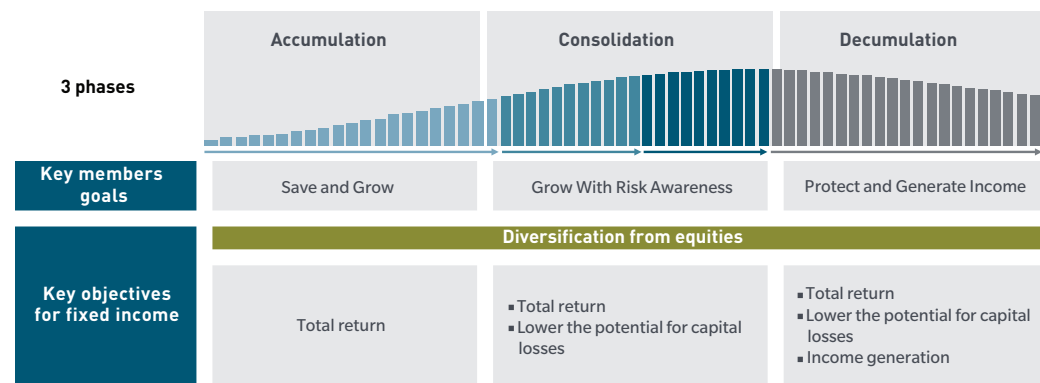 Accumulation
Consolidation
Decumulation
3 phases
Key members
goals
Save and Grow
Grow With Risk Awareness
Protect and Generate Income
Diversification from equities
Key objectives
for fixed income
Total return
▪ Total return
▪ Lower the potential for capital
losses
▪ Total return
▪ Lower the potential for capital
losses
▪ Income generation